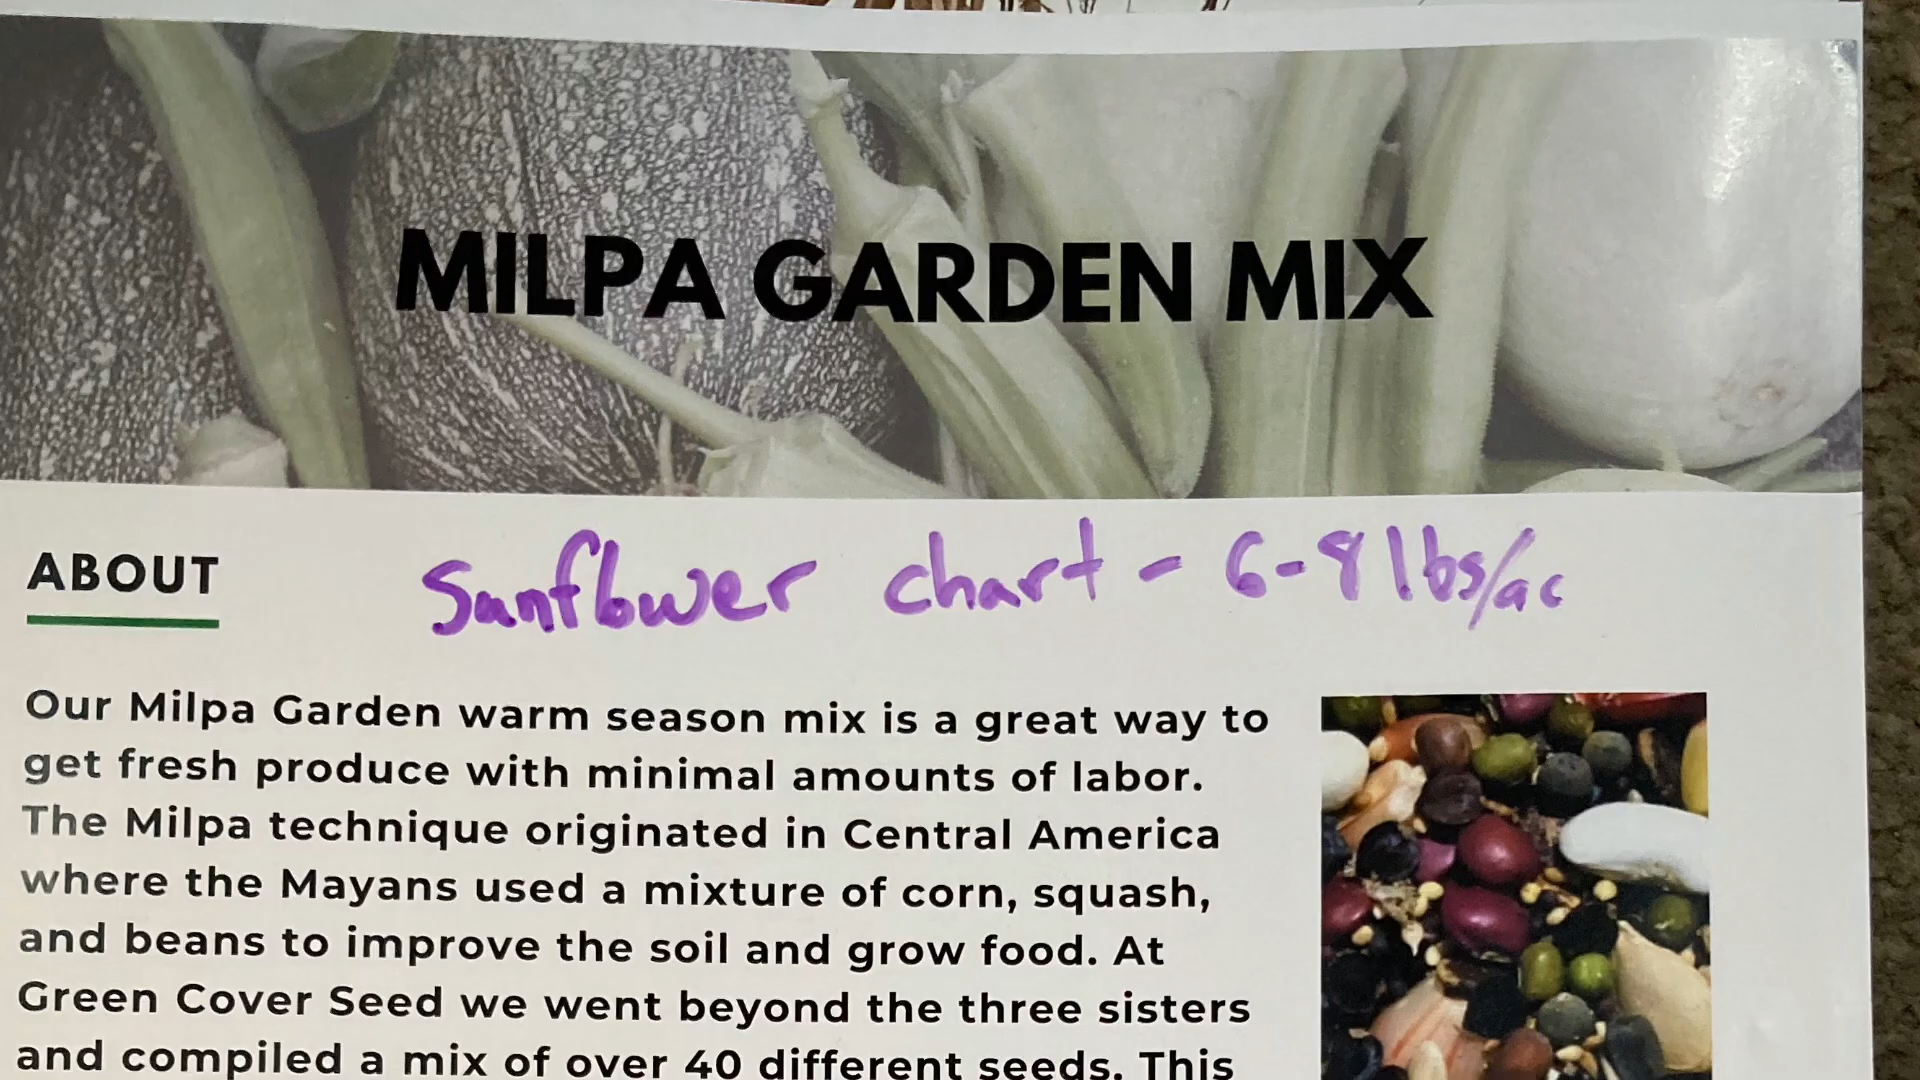 MILPA GARDEN MIX
ABOUT
Sunflower chart - 6-8 lbs/ac
Our Milpa Garden warm season mix is a great way to
get fresh produce with minimal amounts of labor.
The Milpa technique originated in Central America
where the Mayans used a mixture of corn, squash,
and beans to improve the soil and grow food. At
Green Cover Seed we went beyond the three sisters
and compiled a mix of over 40 different seeds. This